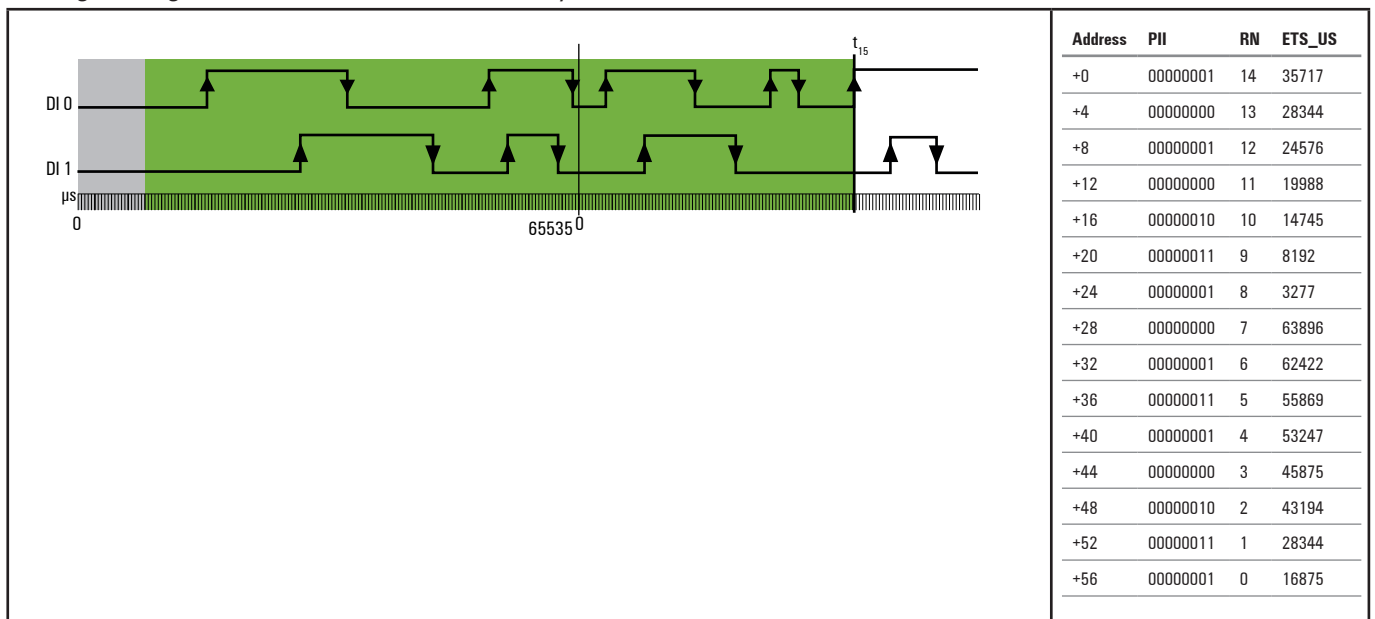 t15
DI 0
DI 1
µs
0
65535 0
Address PII RN ETS_US
+0 00000001 14 35717
+4 00000000 13 28344
+8 00000001 12 24576
+12 00000000 11 19988
+16 00000010 10 14745
+20 00000011 9 8192
+24 00000001 8 3277
+28 00000000 7 63896
+32 00000001 6 62422
+36 00000011 5 55869
+40 00000001 4 53247
+44 00000000 3 45875
+48 00000010 2 43194
+52 00000011 1 28344
+56 00000001 0 16875